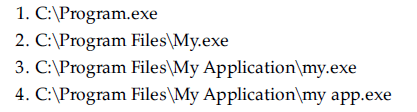 1. C:\Program.exe
2. C:\Program Files\My.exe
3. C:\Program Files\My Application\my.exe
4. C:\Program Files\My Application\my app.exe